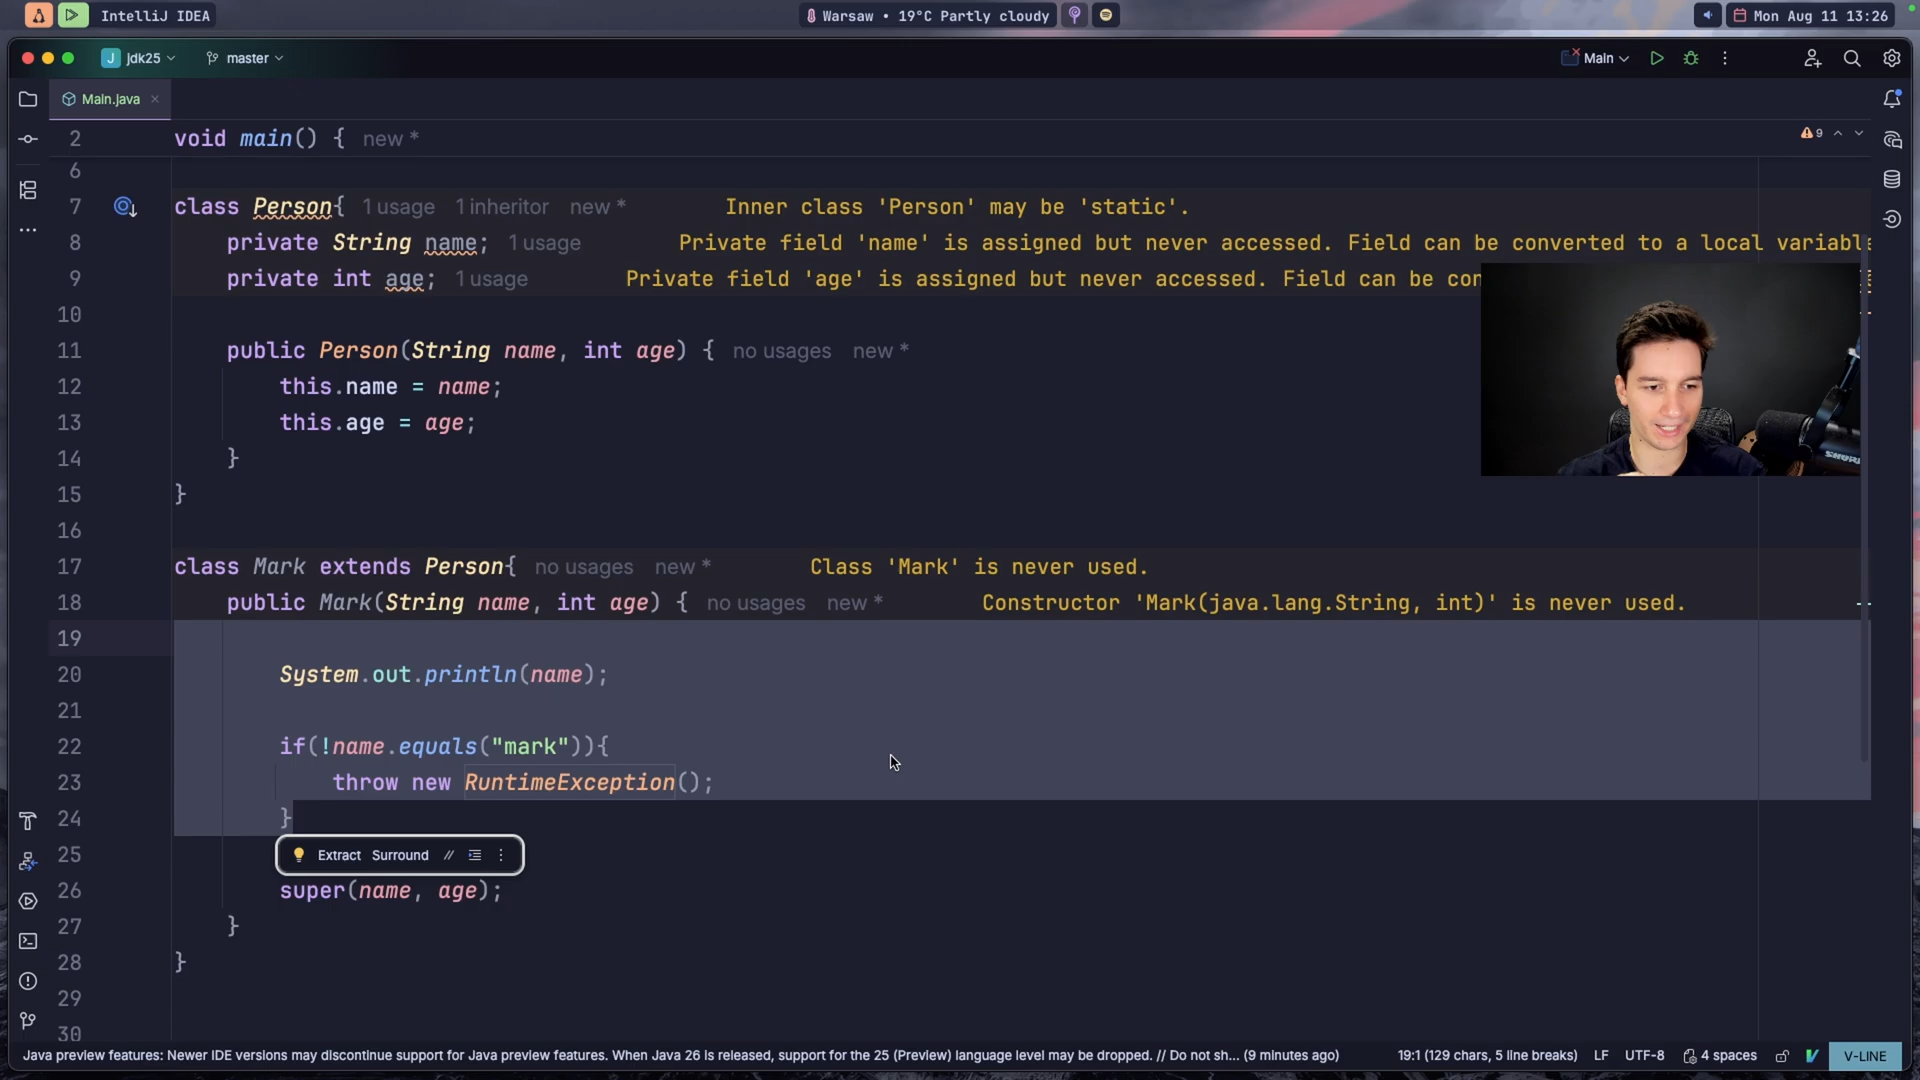 IntelliJ IDEA
Warsaw • 19°C Partly cloudy
Mon Aug 11 13:26
J jdk25
master
Main
Main.java
2 void main() { new *
9
6
7 class Person{ 1 usage 1 inheritor new * Inner class 'Person' may be 'static'.
8 private String name; 1 usage Private field 'name' is assigned but never accessed. Field can be converted to a local variable
9 private int age; 1 usage Private field 'age' is assigned but never accessed. Field can be con
10
11 public Person(String name, int age) { no usages new *
12 this.name = name;
13 this.age = age;
14 }
15 }
16
17 class Mark extends Person{ no usages new * Class 'Mark' is never used.
18 public Mark(String name, int age) { no usages new * Constructor 'Mark(java.lang.String, int)' is never used.
19
20 System.out.println(name);
21
22 if(!name.equals("mark")){
23 throw new RuntimeException();
24 }
25 Extract Surround //
26 super(name, age);
27 }
28 }
29
30
Java preview features: Newer IDE versions may discontinue support for Java preview features. When Java 26 is released, support for the 25 (Preview) language level may be dropped. // Do not sh... (9 minutes ago)
19:1 (129 chars, 5 line breaks) LF UTF-8 4 spaces V-LINE